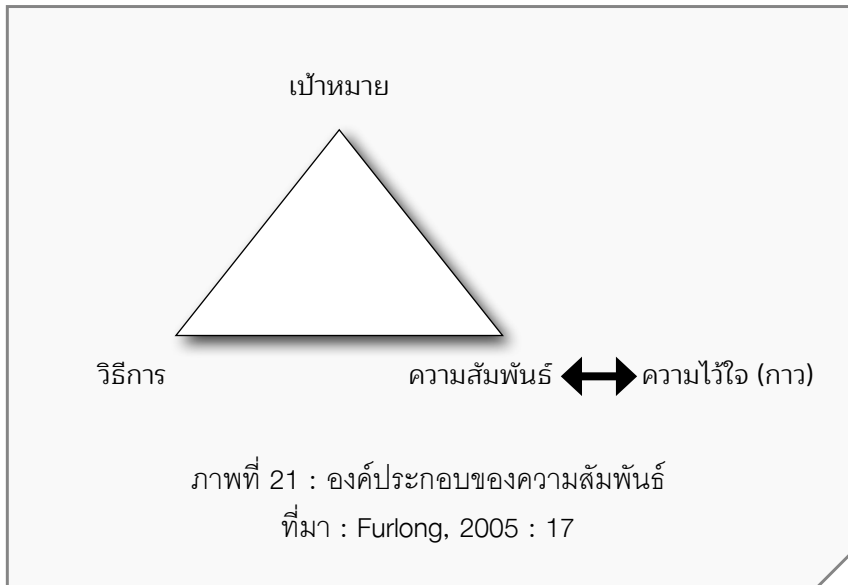 เป้าหมาย
วิธีการ ความสัมพันธ์ ความไว้ใจ (กาว)
ภาพที่ 21 : องค์ประกอบของความสัมพันธ์
ที่มา : Furlong, 2005 : 17